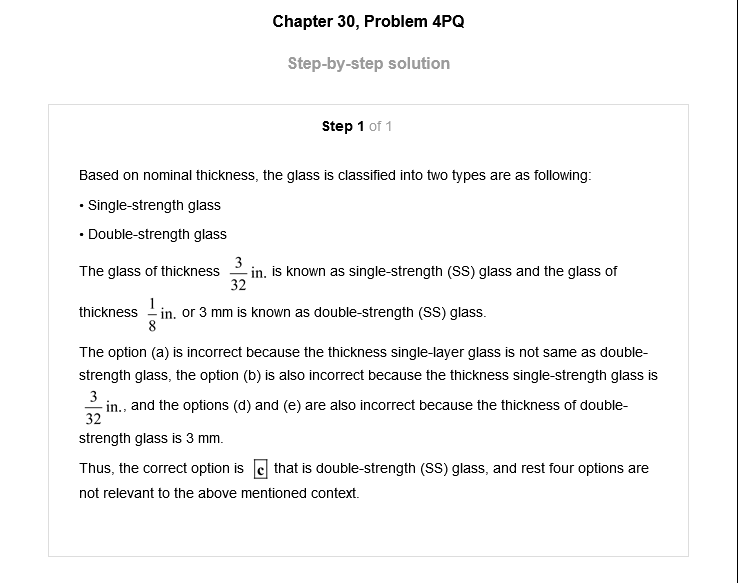 Chapter 30, Problem 4PQ
Step-by-step solution
Step 1 of 1
Based on nominal thickness, the glass is classified into two types are as following:
• Single-strength glass
• Double-strength glass
The glass of thickness 3/32 in. is known as single-strength (SS) glass and the glass of
thickness 1/8 in. or 3 mm is known as double-strength (SS) glass.
The option (a) is incorrect because the thickness single-layer glass is not same as double-
strength glass, the option (b) is also incorrect because the thickness single-strength glass is
3/32 in., and the options (d) and (e) are also incorrect because the thickness of double-
strength glass is 3 mm.
Thus, the correct option is c that is double-strength (SS) glass, and rest four options are
not relevant to the above mentioned context.